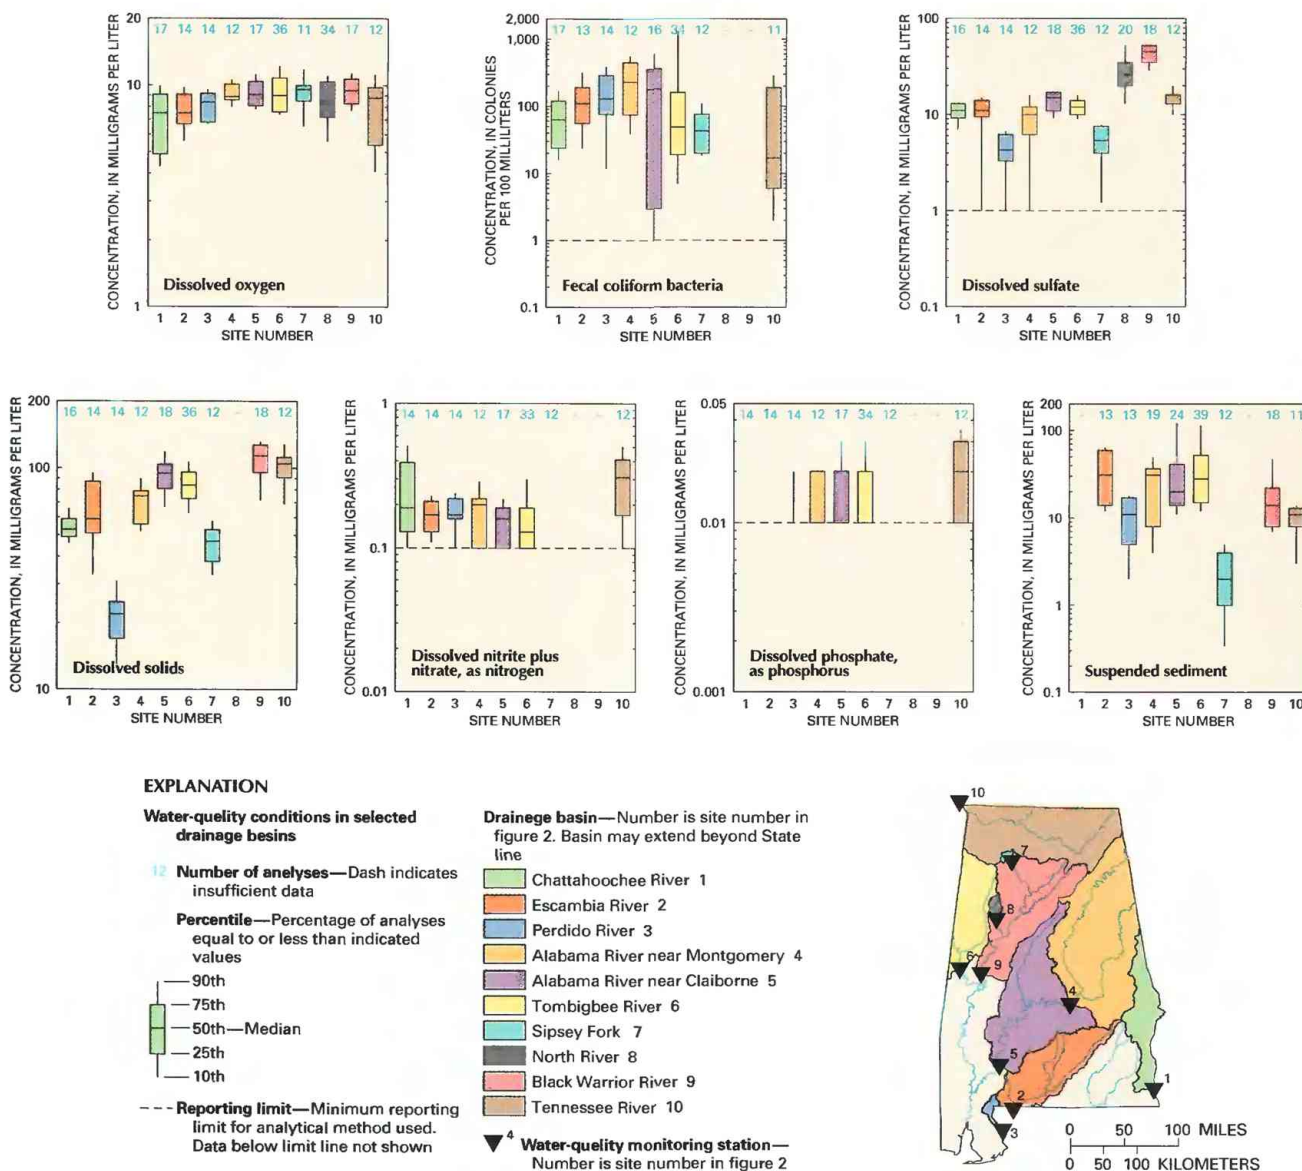 20
17 14 14 12 17 36 11 34 17 12
10
1
CONCENTRATION, IN MILLIGRAMS PER LITER
Dissolved oxygen
1 2 3 4 5 6 7 8 9 10
SITE NUMBER
2,000
1,000
100
10
1
0.1
17 13 14 12 16 34 12 11
CONCENTRATION, IN COLONIES
PER 100 MILLILITERS
Fecal coliform bacteria
1 2 3 4 5 6 7 8 9 10
SITE NUMBER
100
10
1
0.1
16 14 14 12 18 36 12 20 18 12
CONCENTRATION, IN MILLIGRAMS PER LITER
Dissolved sulfate
1 2 3 4 5 6 7 8 9 10
SITE NUMBER
200
100
10
16 14 14 12 18 36 12 18 12
CONCENTRATION, IN MILLIGRAMS PER LITER
Dissolved solids
1 2 3 4 5 6 7 8 9 10
SITE NUMBER
1
0.1
0.01
14 14 14 12 17 33 12 12
CONCENTRATION, IN MILLIGRAMS PER LITER
Dissolved nitrite plus
nitrate, as nitrogen
1 2 3 4 5 6 7 8 9 10
SITE NUMBER
0.05
0.01
0.001
14 14 14 12 17 34 12 12
CONCENTRATION, IN MILLIGRAMS PER LITER
Dissolved phosphate,
as phosphorus
1 2 3 4 5 6 7 8 9 10
SITE NUMBER
200
100
10
1
0.1
13 13 19 24 39 12 18 11
CONCENTRATION, IN MILLIGRAMS PER LITER
Suspended sediment
1 2 3 4 5 6 7 8 9 10
SITE NUMBER
EXPLANATION
Water-quelity conditions in selected
drainage besins
12 Number of analyses—Dash indicates
insufficient data
Percentile—Percentage of analyses
equal to or less than indicated
values
90th
75th
50th—Median
25th
10th
Reporting limit—Minimum reporting
limit for analytical method used.
Data below limit line not shown
Drainege basin—Number is site number in
figure 2. Basin may extend beyond State
line
Chattahoochee River 1
Escambia River 2
Perdido River 3
Alabama River near Montgomery 4
Alabama River near Claiborne 5
Tombigbee River 6
Sipsey Fork 7
North River 8
Black Warrior River 9
Tennessee River 10
4 Water-quelity monitoring station—
Number is site number in figure 2
10
7
8
6
9
4
5
1
2
3
0 50 100 MILES
0 50 100 KILOMETERS